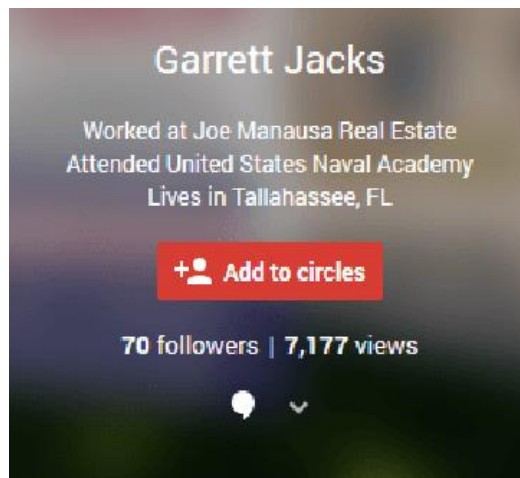 Garrett Jacks
Worked at Joe Manausa Real Estate
Attended United States Naval Academy
Lives in Tallahassee, FL
Add to circles
70 followers | 7,177 views